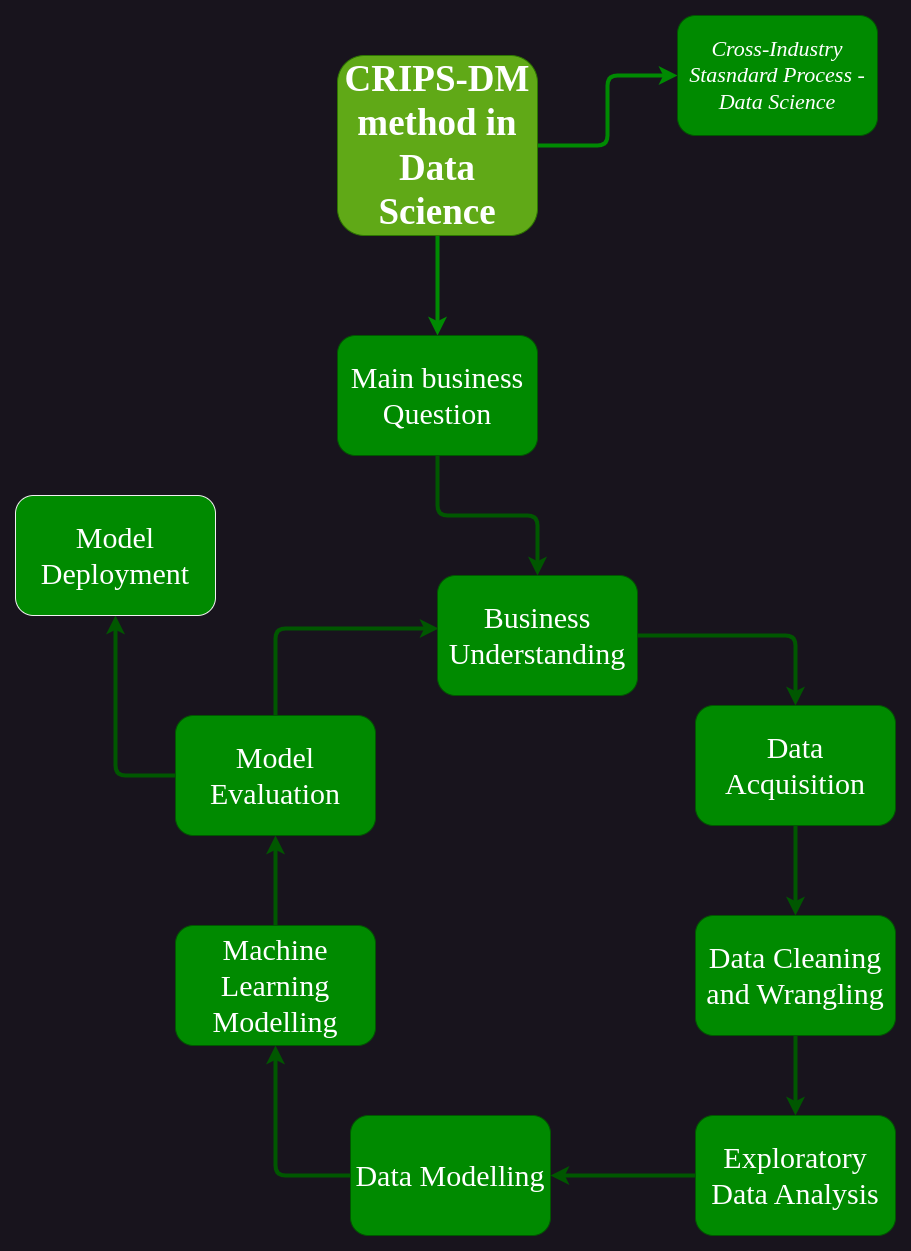 CRIPS-DM
method in
Data
Science
Cross-Industry
Stasndard Process -
Data Science
Main business
Question
Model
Deployment
Business
Understanding
Model
Evaluation
Data
Acquisition
Machine
Learning
Modelling
Data Cleaning
and Wrangling
Data Modelling
Exploratory
Data Analysis